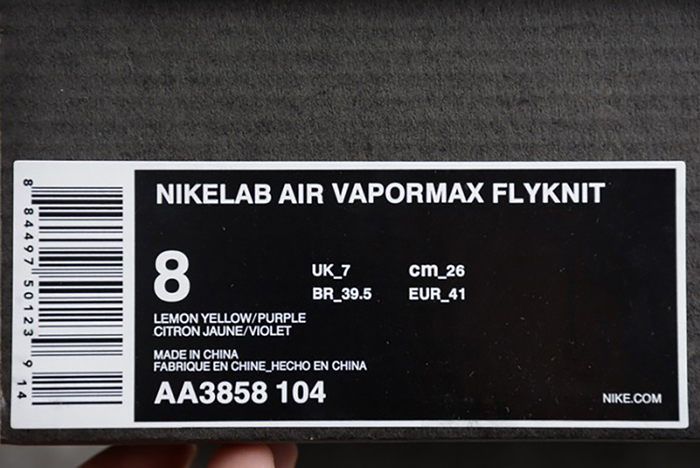 NIKELAB AIR VAPORMAX FLYKNIT
8
UK_7 cm_26
BR_39.5 EUR_41
LEMON YELLOW/PURPLE
CITRON JAUNE/VIOLET
MADE IN CHINA
FABRIQUE EN CHINE_HECHO EN CHINA
AA3858 104
NIKE.COM
8 84497 50123 9 14